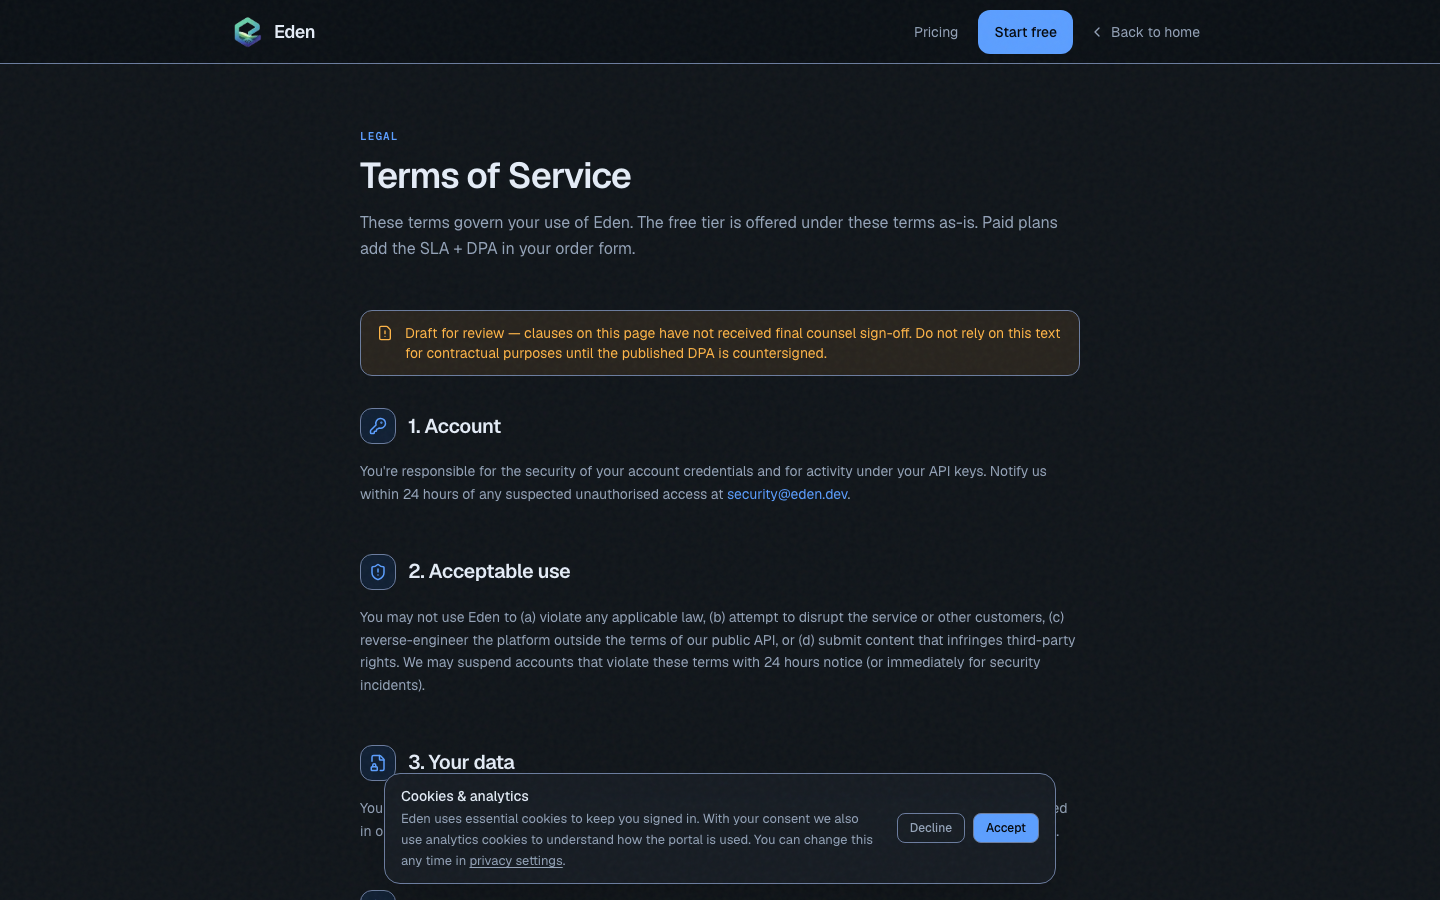 Eden
Pricing
Start free
Back to home
LEGAL
Terms of Service
These terms govern your use of Eden. The free tier is offered under these terms as-is. Paid plans
add the SLA + DPA in your order form.
Draft for review — clauses on this page have not received final counsel sign-off. Do not rely on this text
for contractual purposes until the published DPA is countersigned.
1. Account
You're responsible for the security of your account credentials and for activity under your API keys. Notify us
within 24 hours of any suspected unauthorised access at security@eden.dev.
2. Acceptable use
You may not use Eden to (a) violate any applicable law, (b) attempt to disrupt the service or other customers, (c)
reverse-engineer the platform outside the terms of our public API, or (d) submit content that infringes third-party
rights. We may suspend accounts that violate these terms with 24 hours notice (or immediately for security
incidents).
3. Your data
You
Cookies & analytics
Eden uses essential cookies to keep you signed in. With your consent we also
use analytics cookies to understand how the portal is used. You can change this
any time in privacy settings.
Decline
Accept